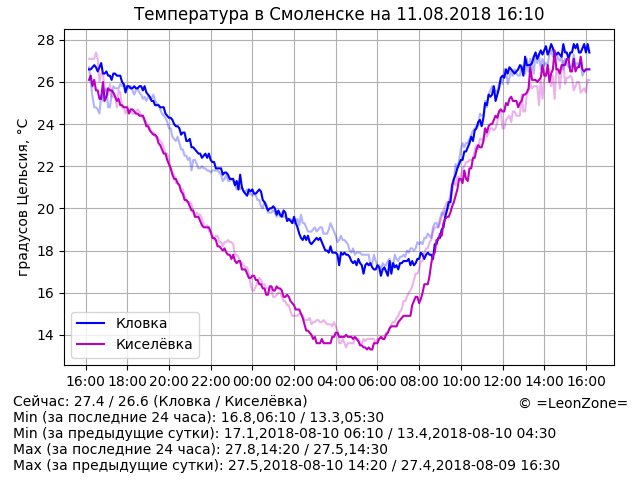 Температура в Смоленске на 11.08.2018 16:10
градусов Цельсия, °C
28
26
24
22
20
18
16
14
Кловка
Киселёвка
16:00 18:00 20:00 22:00 00:00 02:00 04:00 06:00 08:00 10:00 12:00 14:00 16:00
Сейчас: 27.4 / 26.6 (Кловка / Киселёвка)
© =LeonZone=
Min (за последние 24 часа): 16.8,06:10 / 13.3,05:30
Min (за предыдущие сутки): 17.1,2018-08-10 06:10 / 13.4,2018-08-10 04:30
Max (за последние 24 часа): 27.8,14:20 / 27.5,14:30
Max (за предыдущие сутки): 27.5,2018-08-10 14:20 / 27.4,2018-08-09 16:30